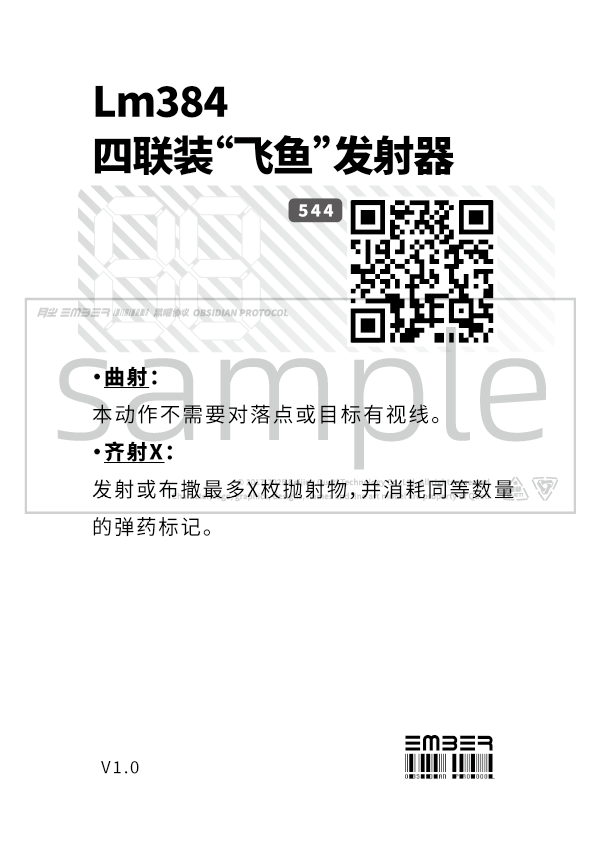 Lm384
四联装“飞鱼”发射器
544
月尘 EMBER 黑曜协议 OBSIDIAN PROTOCOL
sample
·曲射：
本动作不需要对落点或目标有视线。
·齐射X：
发射或布撒最多X枚抛射物，并消耗同等数量
的弹药标记。
EMBER
V1.0